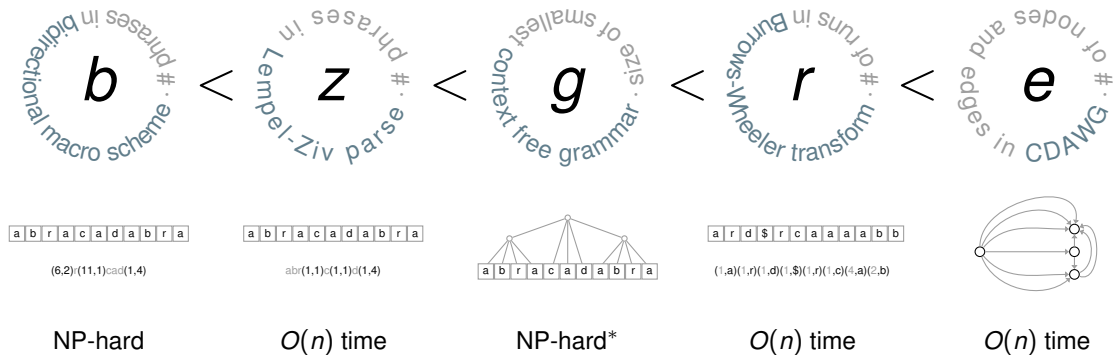 # phrases in bidirectional macro scheme ·
b
<
# phrases in Lempel-Ziv parse ·
z
<
size of smallest context free grammar ·
g
<
# of runs in Burrows-Wheeler transform ·
r
<
# of nodes and edges in CDAWG ·
e
a b r a c a d a b r a
a b r a c a d a b r a
a b r a c a d a b r a
a r d $ r c a a a a b b
(6,2)r(11,1)cad(1,4)
abr(1,1)c(1,1)d(1,4)
(1,a)(1,r)(1,d)(1,$)(1,r)(1,c)(4,a)(2,b)
NP-hard
O(n) time
NP-hard*
O(n) time
O(n) time